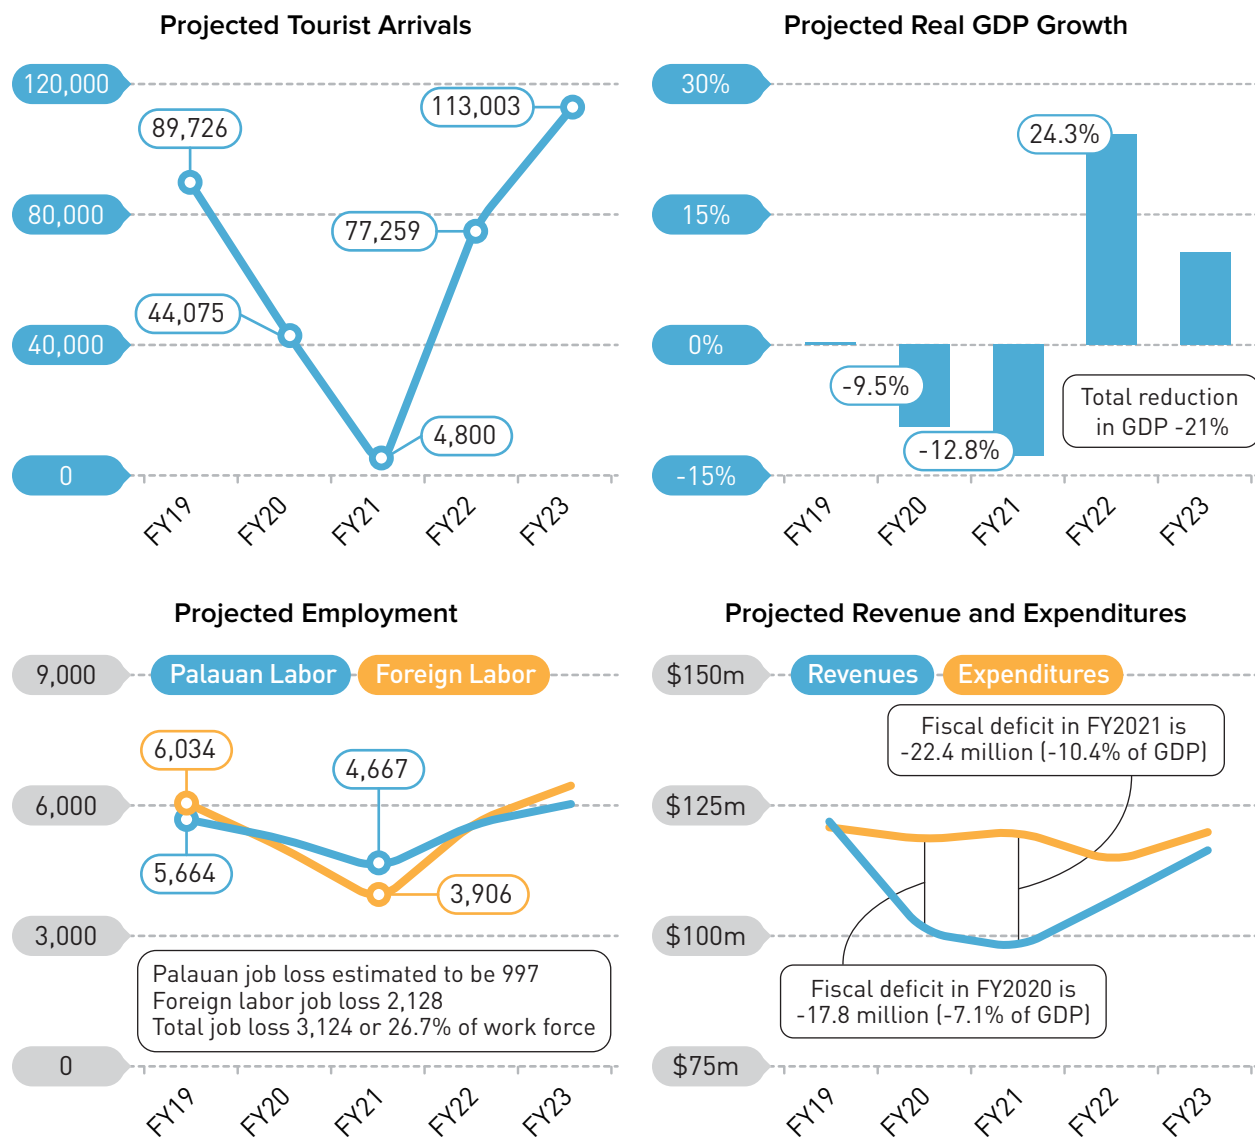 Projected Tourist Arrivals
120,000
80,000
40,000
0
89,726
44,075
4,800
77,259
113,003
FY19
FY20
FY21
FY22
FY23
Projected Real GDP Growth
30%
15%
0%
-15%
-9.5%
-12.8%
24.3%
Total reduction
in GDP -21%
FY19
FY20
FY21
FY22
FY23
Projected Employment
Palauan Labor
Foreign Labor
9,000
6,000
3,000
0
6,034
5,664
4,667
3,906
Palauan job loss estimated to be 997
Foreign labor job loss 2,128
Total job loss 3,124 or 26.7% of work force
FY19
FY20
FY21
FY22
FY23
Projected Revenue and Expenditures
Revenues
Expenditures
$150m
$125m
$100m
$75m
Fiscal deficit in FY2021 is
-22.4 million (-10.4% of GDP)
Fiscal deficit in FY2020 is
-17.8 million (-7.1% of GDP)
FY19
FY20
FY21
FY22
FY23